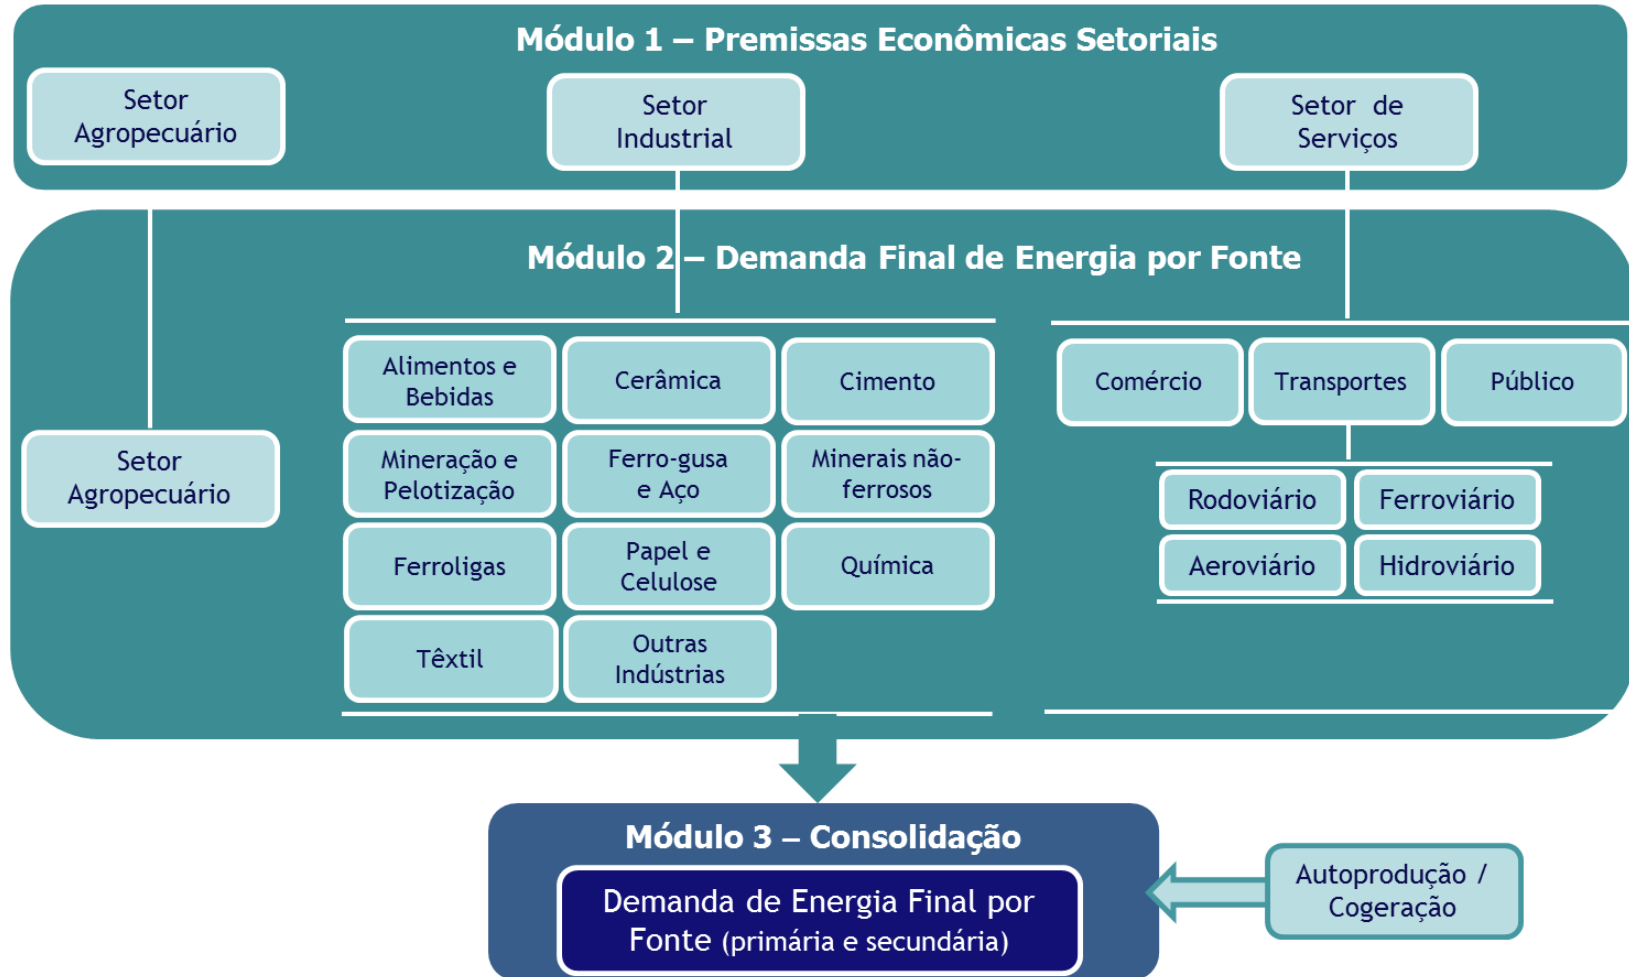 Módulo 1 – Premissas Econômicas Setoriais
Setor
Agropecuário
Setor
Industrial
Setor de
Serviços
Módulo 2 – Demanda Final de Energia por Fonte
Setor
Agropecuário
Alimentos e
Bebidas
Cerâmica
Cimento
Mineração e
Pelotização
Ferro-gusa
e Aço
Minerais não-
ferrosos
Ferroligas
Papel e
Celulose
Química
Têxtil
Outras
Indústrias
Comércio
Transportes
Público
Rodoviário
Ferroviário
Aeroviário
Hidroviário
Módulo 3 – Consolidação
Demanda de Energia Final por
Fonte (primária e secundária)
Autoprodução /
Cogeração